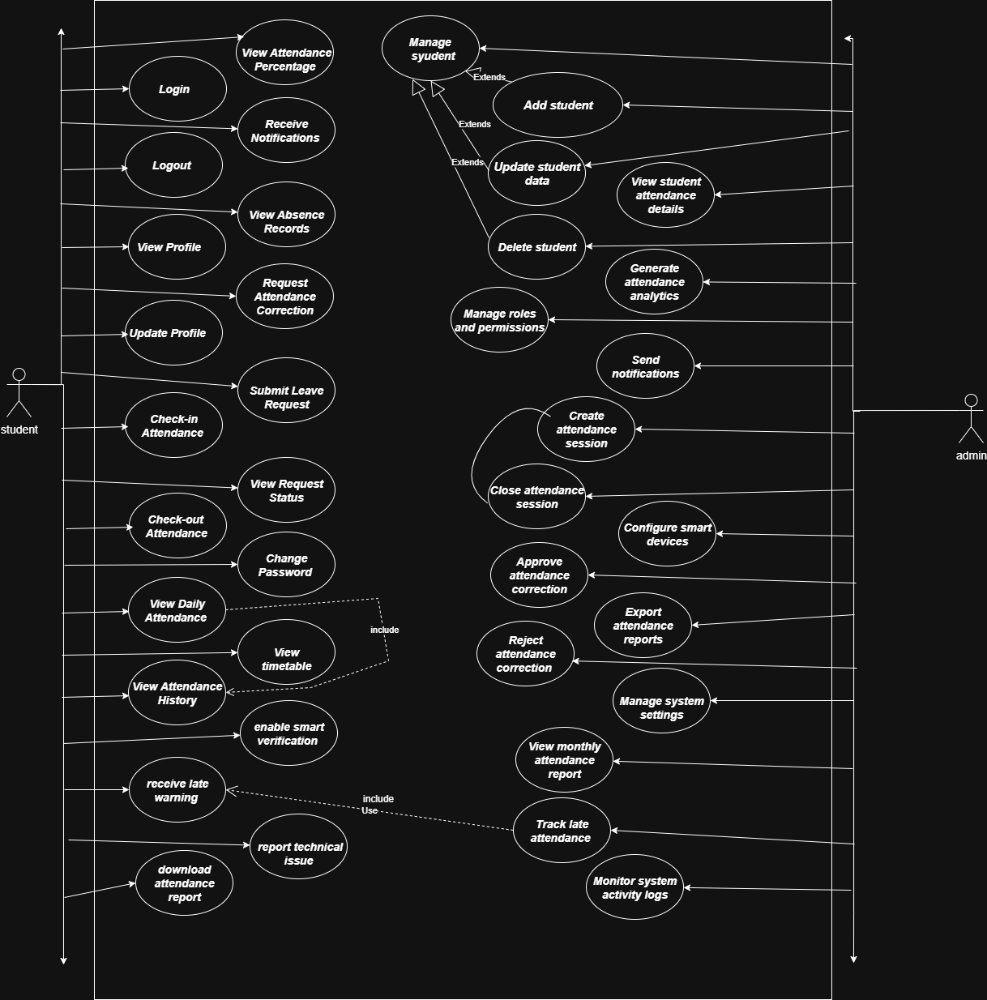 View Attendance
Percentage
Login
Receive
Notifications
Logout
View Absence
Records
View Profile
Request
Attendance
Correction
Update Profile
Submit Leave
Request
student
Check-in
Attendance
View Request
Status
Check-out
Attendance
Change
Password
View Daily
Attendance
include
View
timetable
View Attendance
History
enable smart
verification
receive late
warning
include
Use
report technical
issue
download
attendance
report
Manage
syudent
Extends
Add student
Extends
Extends
Update student
data
View student
attendance
details
Delete student
Generate
attendance
analytics
Manage roles
and permissions
Send
notifications
Create
attendance
session
admin
Close attendance
session
Configure smart
devices
Approve
attendance
correction
Export
attendance
reports
Reject
attendance
correction
Manage system
settings
View monthly
attendance
report
Track late
attendance
Monitor system
activity logs